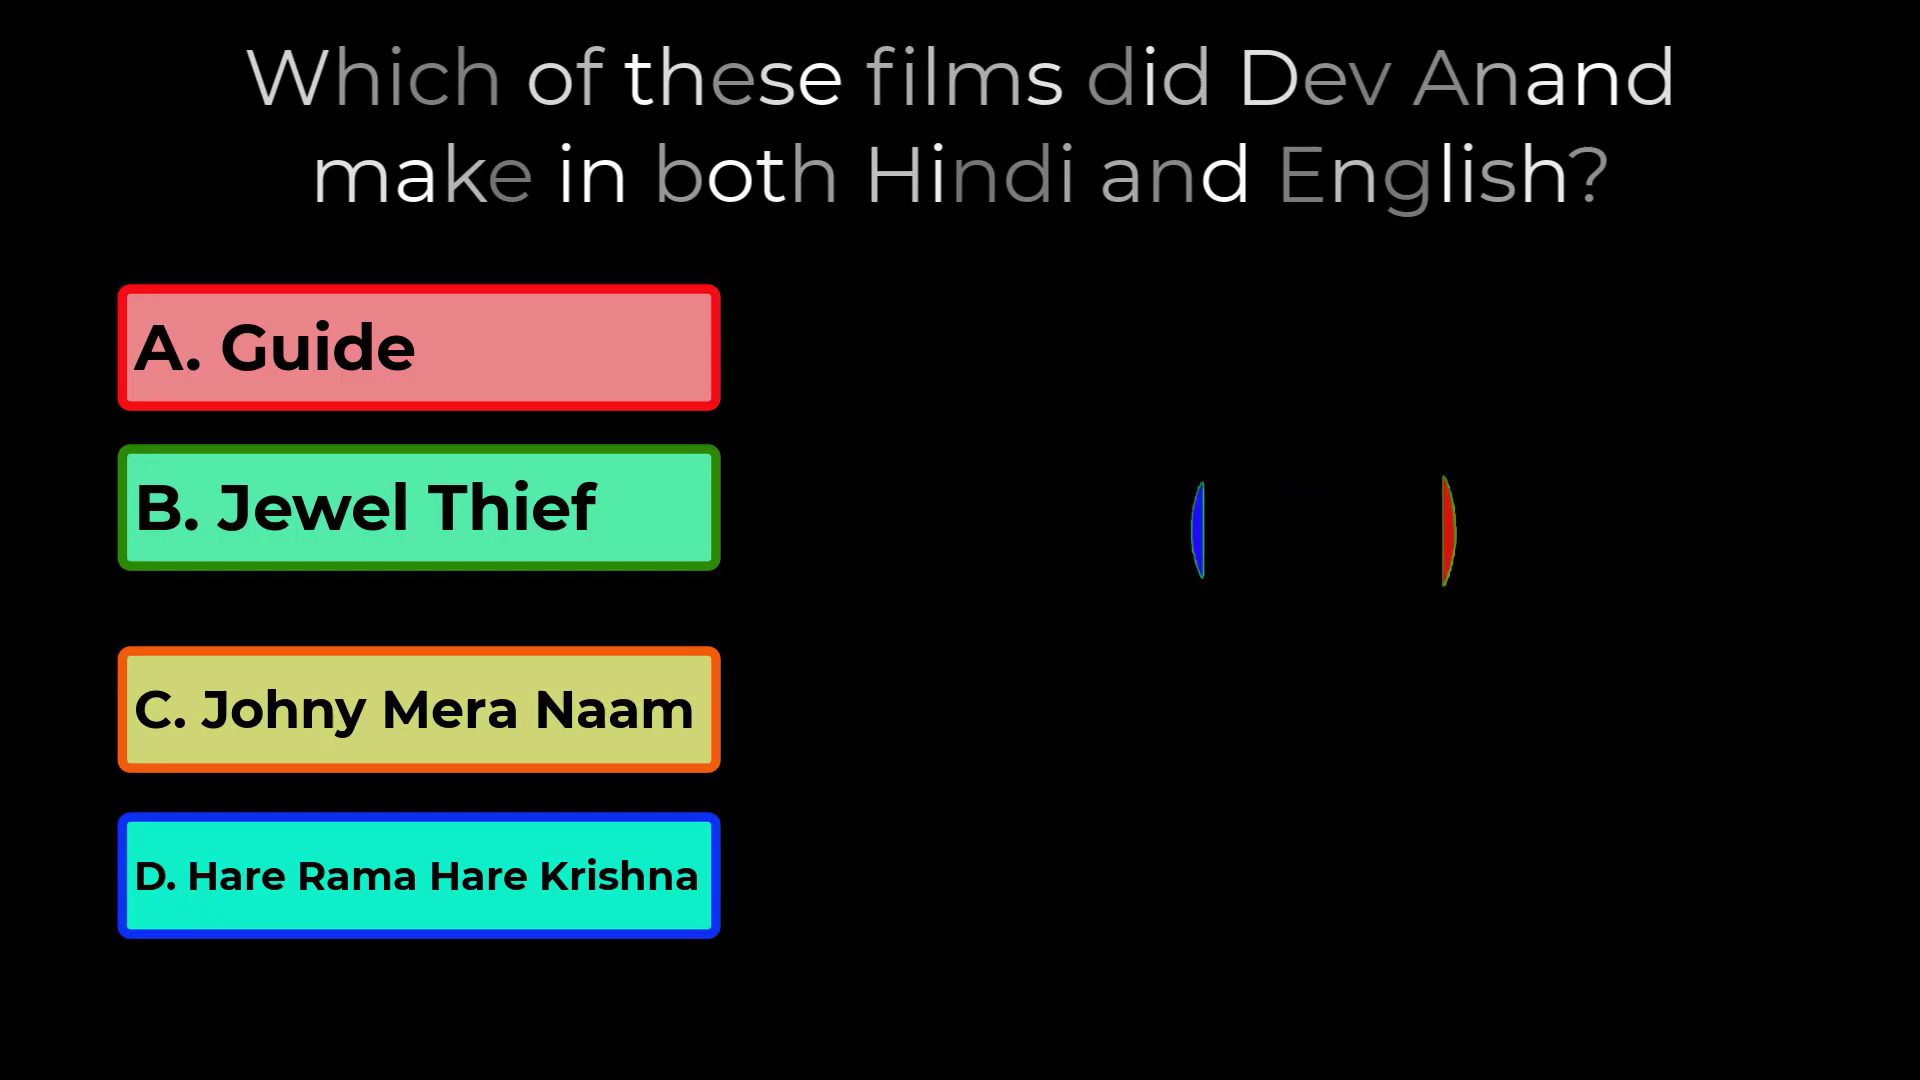 Which of these films did Dev Anand
make in both Hindi and English?
A. Guide
B. Jewel Thief
C. Johny Mera Naam
D. Hare Rama Hare Krishna